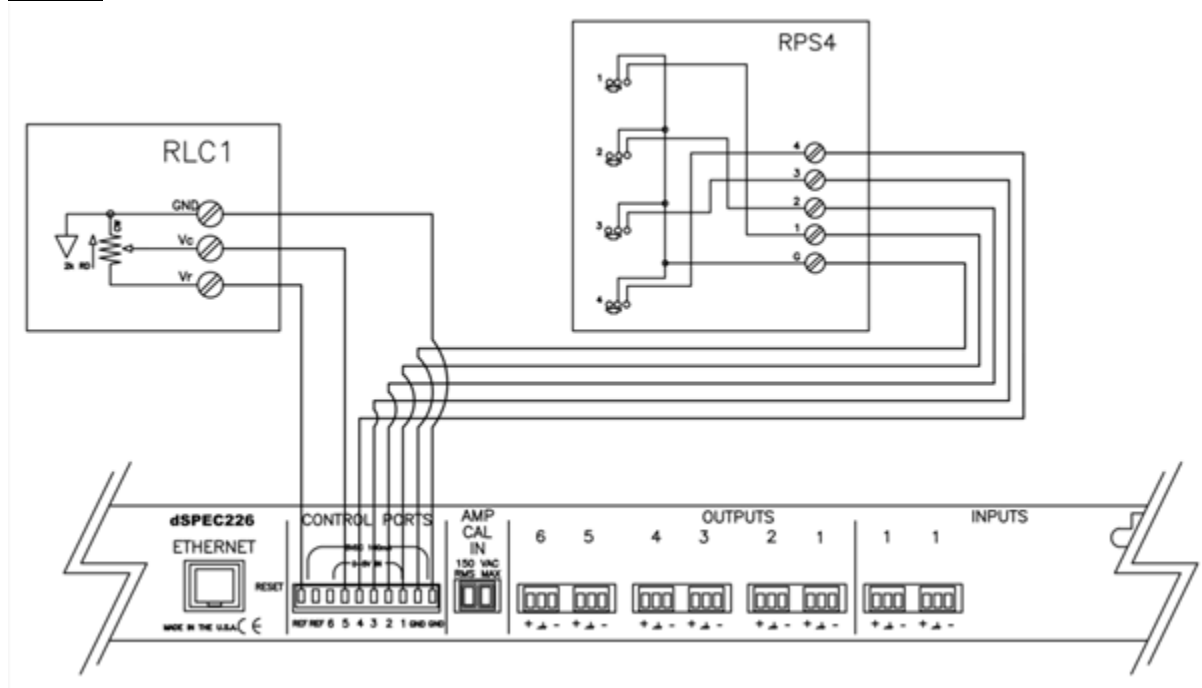 RPS4
1
2
3
4
4
3
2
1
G
RLC1
GND
Vc
Vr
CW
dSPEC226
ETHERNET
RESET
MADE IN THE U.S.A. CE
CONTROL PORTS
REF REF 6 5 4 3 2 1 GND GND
AMP
CAL
IN
150 VAC
RMS MAX
OUTPUTS
6 5 4 3 2 1
+ - + - + - + - + - + -
INPUTS
1 1
+ - + -